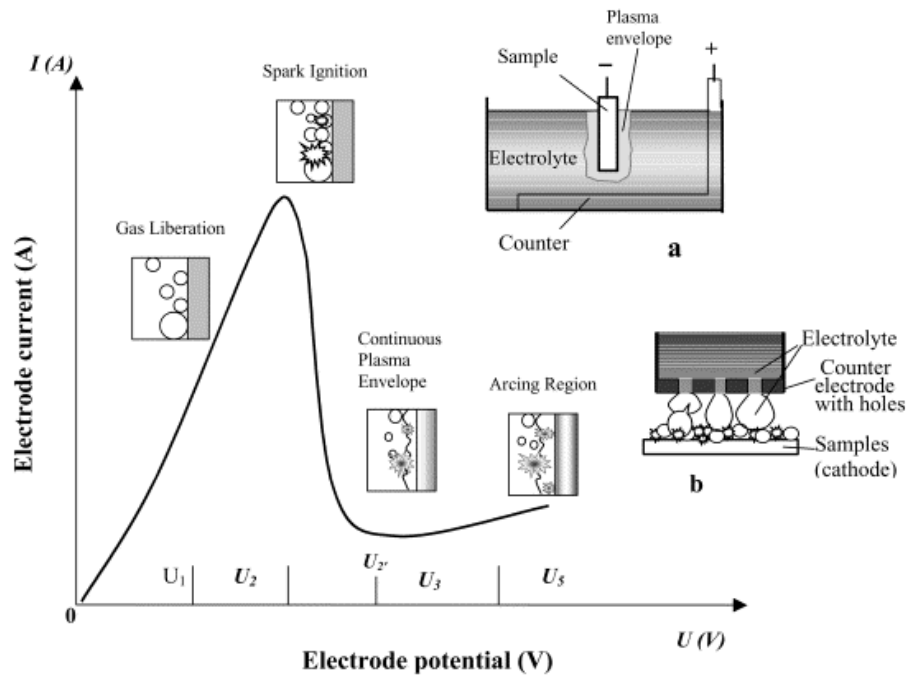 I (A)
Spark Ignition
Gas Liberation
Continuous
Plasma
Envelope
Arcing Region
Electrode current (A)
U₁
U₂
U₂'
U₃
U₅
0
U (V)
Electrode potential (V)
Plasma
envelope
Sample
−
+
Electrolyte
Counter
a
Electrolyte
Counter
electrode
with holes
Samples
(cathode)
b